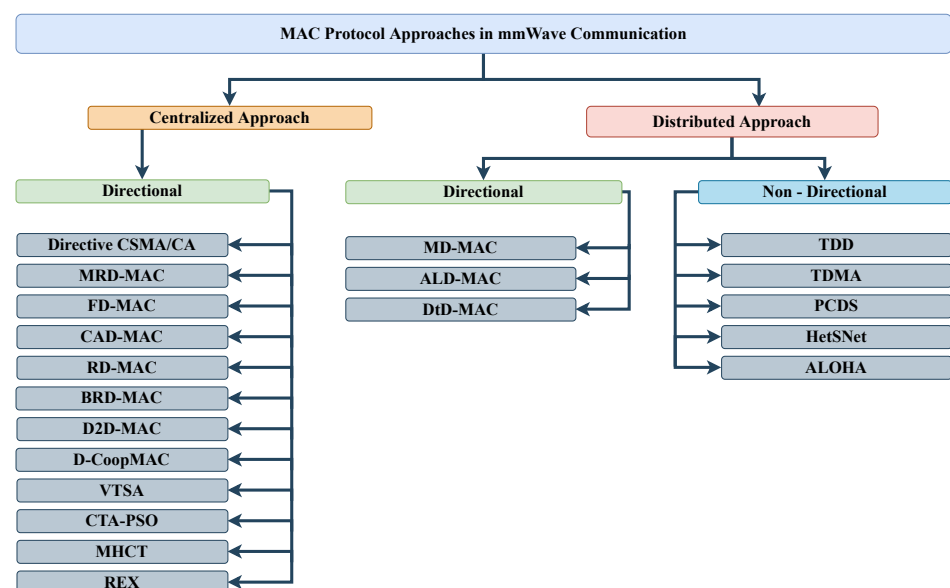 MAC Protocol Approaches in mmWave Communication
Centralized Approach
Distributed Approach
Directional
Directional
Non - Directional
Directive CSMA/CA
MRD-MAC
FD-MAC
CAD-MAC
RD-MAC
BRD-MAC
D2D-MAC
D-CoopMAC
VTSA
CTA-PSO
MHCT
REX
MD-MAC
ALD-MAC
DtD-MAC
TDD
TDMA
PCDS
HetSNet
ALOHA